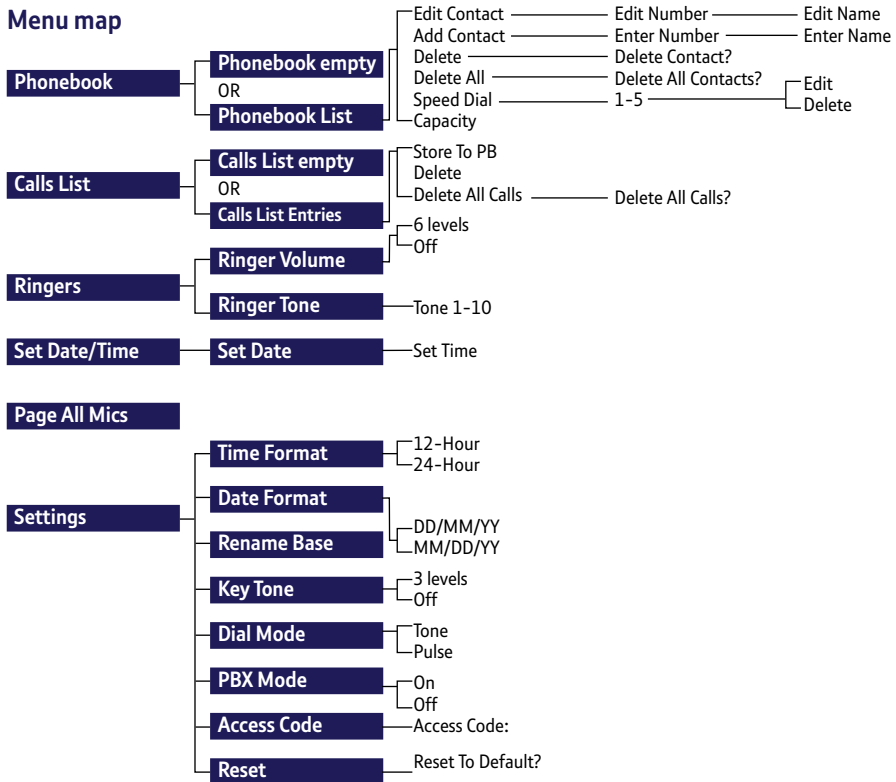 Menu map
Edit Contact Edit Number Edit Name
Add Contact Enter Number Enter Name
Delete Delete Contact?
Delete All Delete All Contacts?
Speed Dial 1-5 Edit
Delete
Capacity
Phonebook
Phonebook empty
OR
Phonebook List
Calls List
Calls List empty
OR
Calls List Entries
Store To PB
Delete
Delete All Calls Delete All Calls?
Ringers
Ringer Volume
6 levels
Off
Ringer Tone Tone 1-10
Set Date/Time Set Date Set Time
Page All Mics
Settings
Time Format
12-Hour
24-Hour
Date Format
DD/MM/YY
MM/DD/YY
Rename Base
Key Tone
3 levels
Off
Dial Mode
Tone
Pulse
PBX Mode
On
Off
Access Code Access Code:
Reset Reset To Default?